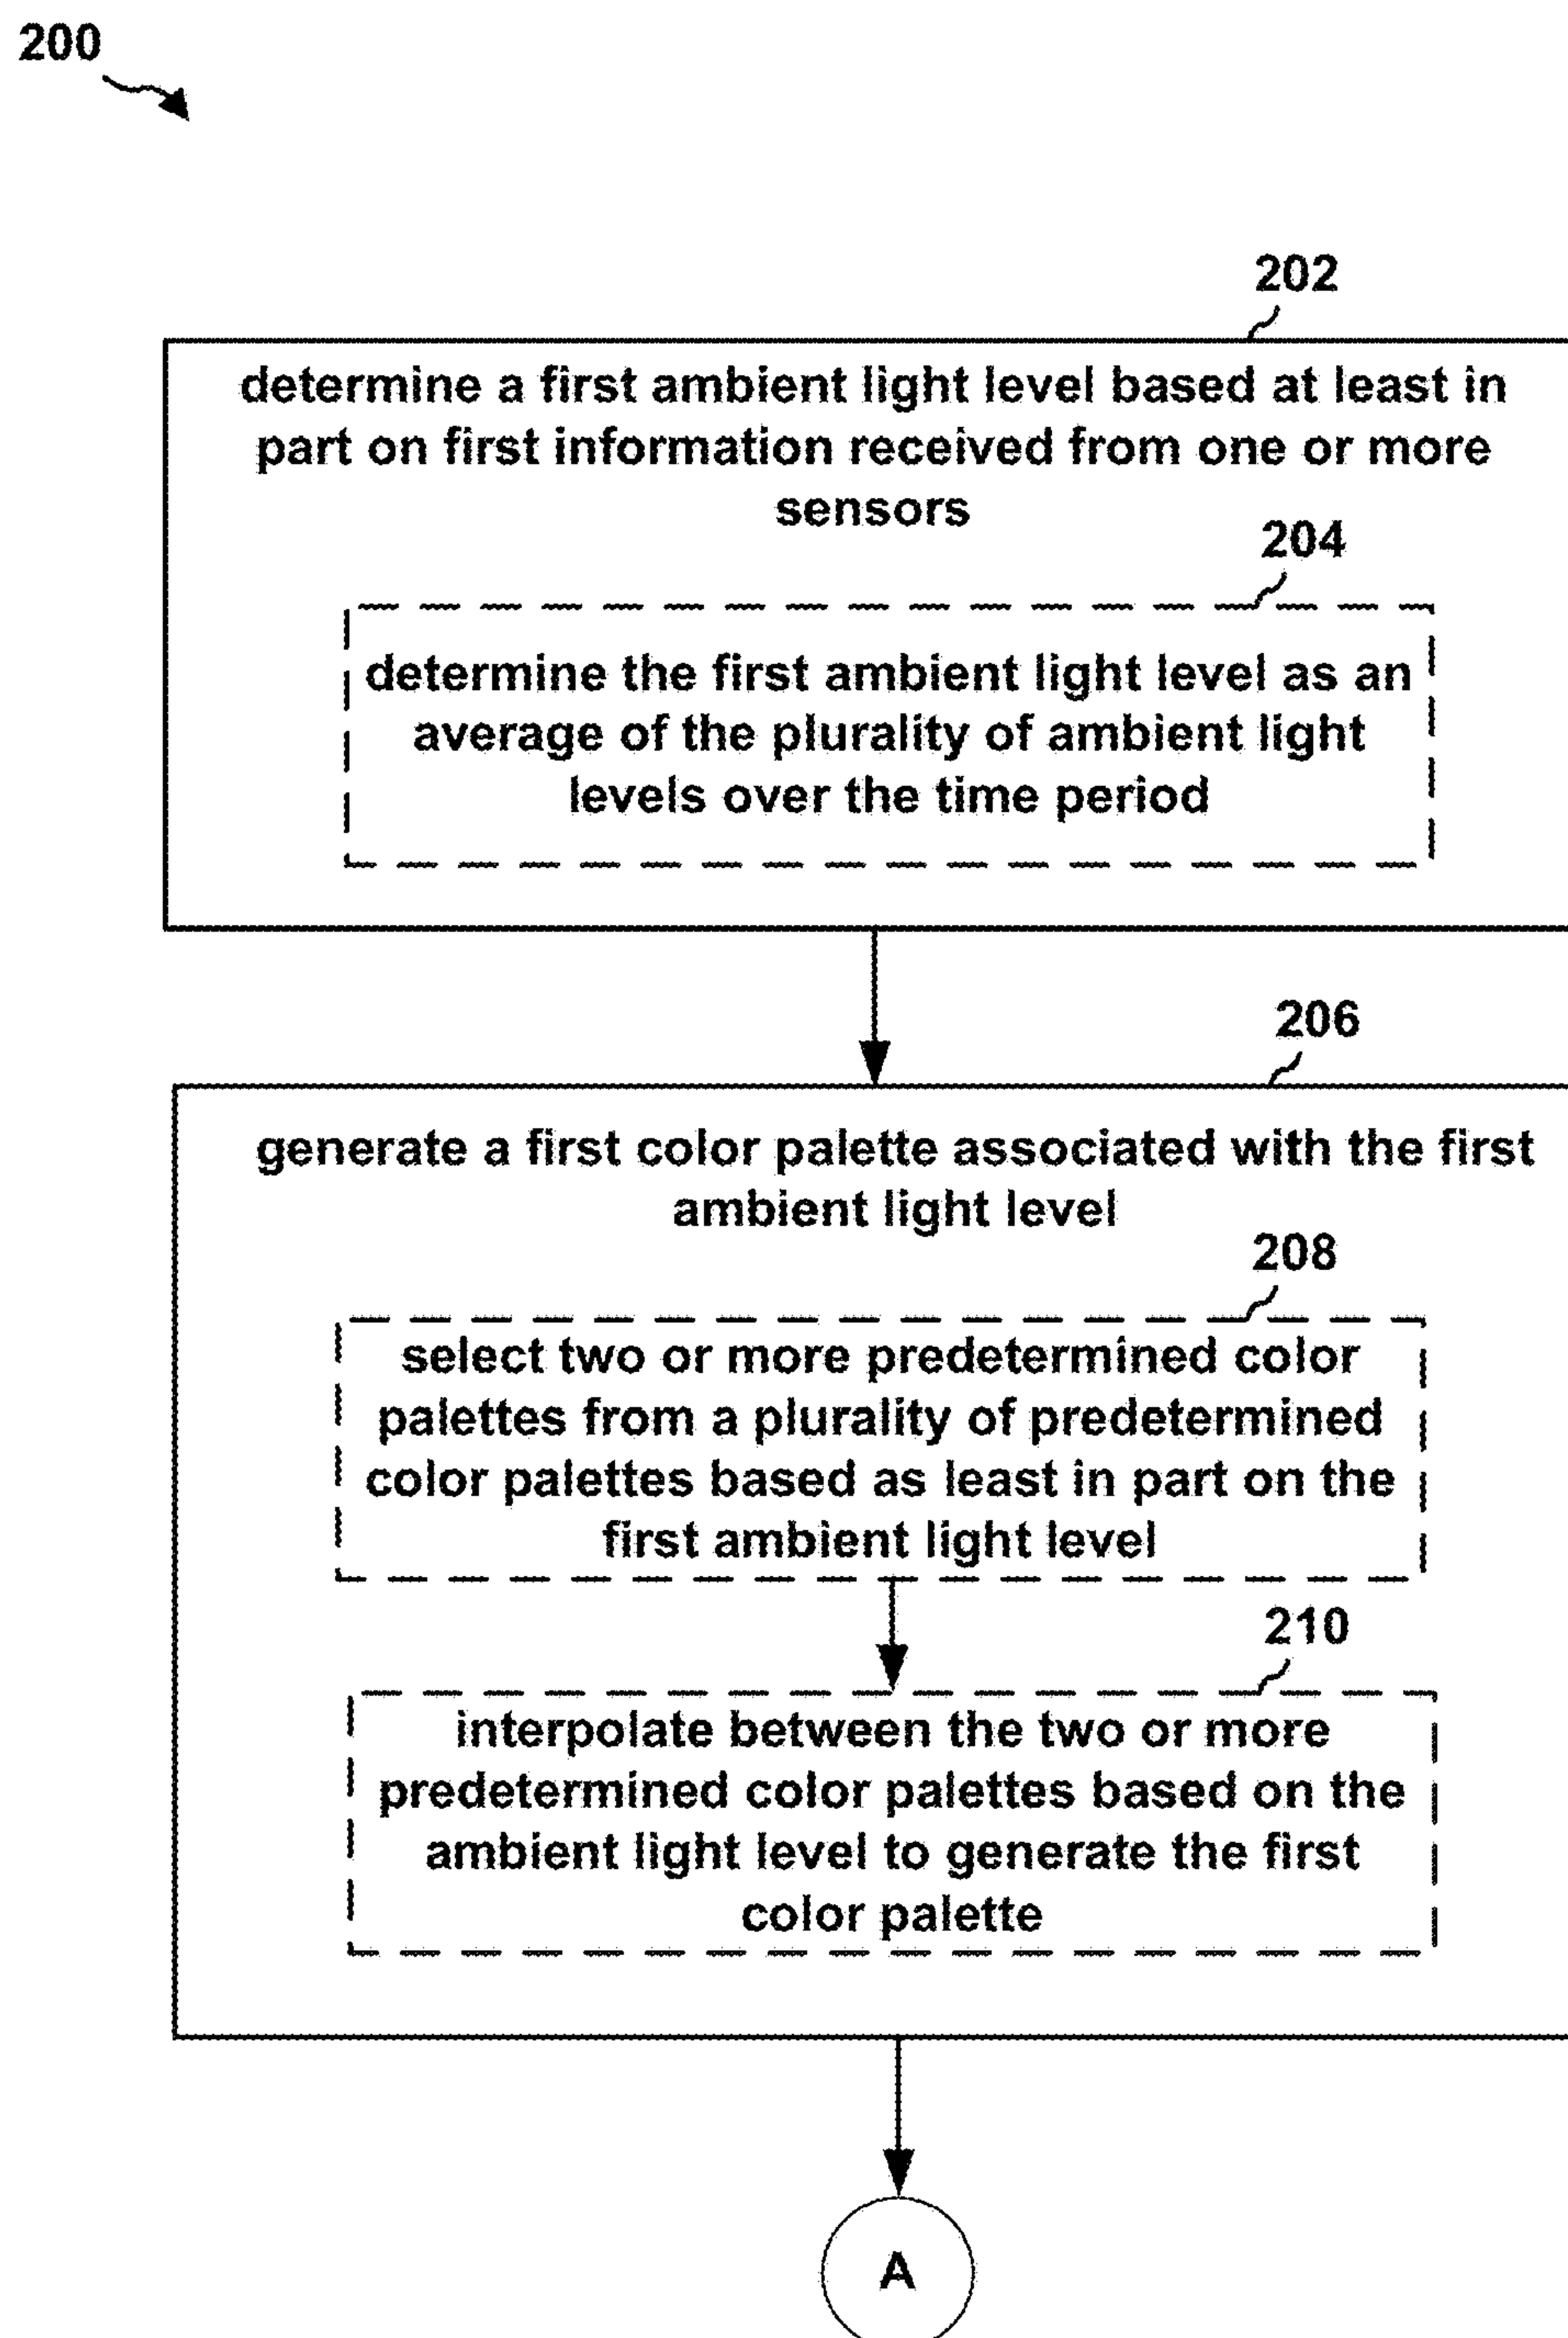 200
202
determine a first ambient light level based at least in
part on first information received from one or more
sensors
204
determine the first ambient light level as an
average of the plurality of ambient light
levels over the time period
206
generate a first color palette associated with the first
ambient light level
208
select two or more predetermined color
palettes from a plurality of predetermined
color palettes based as least in part on the
first ambient light level
210
interpolate between the two or more
predetermined color palettes based on the
ambient light level to generate the first
color palette
A